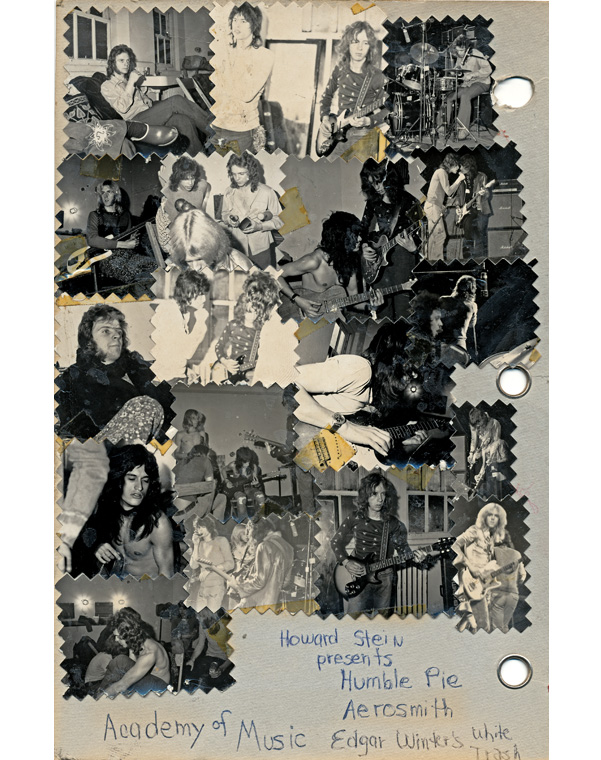 Howard Stein
presents
Humble Pie
Aerosmith
Academy of Music
Edgar Winter's White
Trash